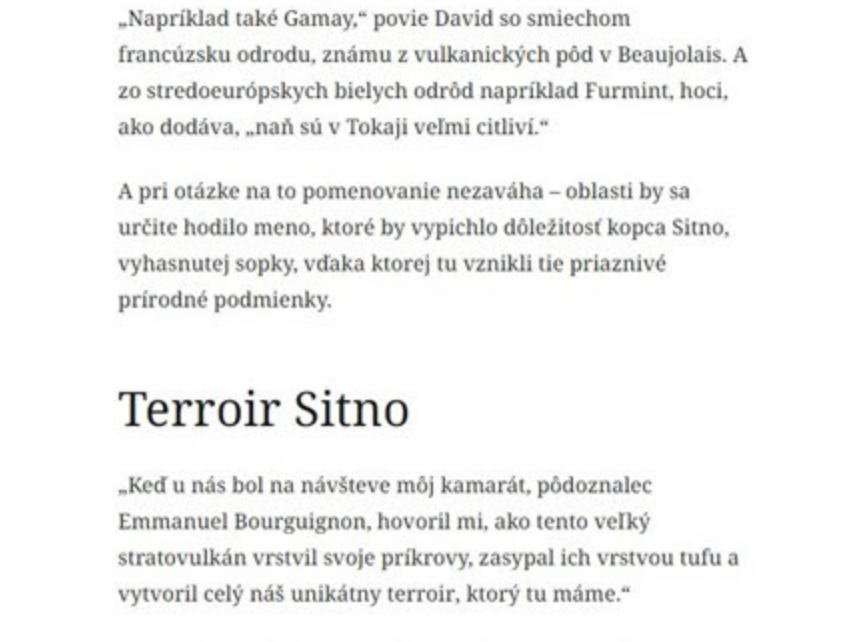 „Napríklad také Gamay,“ povie David so smiechom
francúzsku odrodu, známu z vulkanických pôd v Beaujolais. A
zo stredoeurópskych bielych odrôd napríklad Furmint, hoci,
ako dodáva, „naň sú v Tokaji veľmi citliví.“
A pri otázke na to pomenovanie nezaváha – oblasti by sa
určite hodilo meno, ktoré by vypichlo dôležitosť kopca Sitno,
vyhasnutej sopky, vďaka ktorej tu vznikli tie priaznivé
prírodné podmienky.
Terroir Sitno
„Keď u nás bol na návšteve môj kamarát, pôdoznalec
Emmanuel Bourguignon, hovoril mi, ako tento veľký
stratovulkán vrstvil svoje príkrovy, zasypal ich vrstvou tufu a
vytvoril celý náš unikátny terroir, ktorý tu máme.“